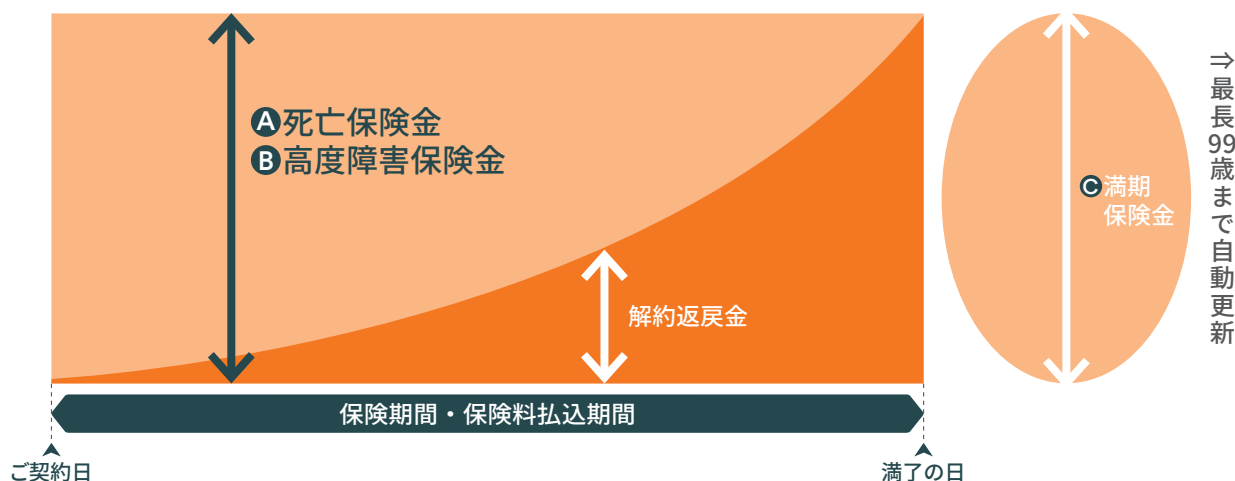 A死亡保険金
B高度障害保険金
解約返戻金
C満期
保険金
⇒最長99歳まで自動更新
保険期間・保険料払込期間
ご契約日
満了の日